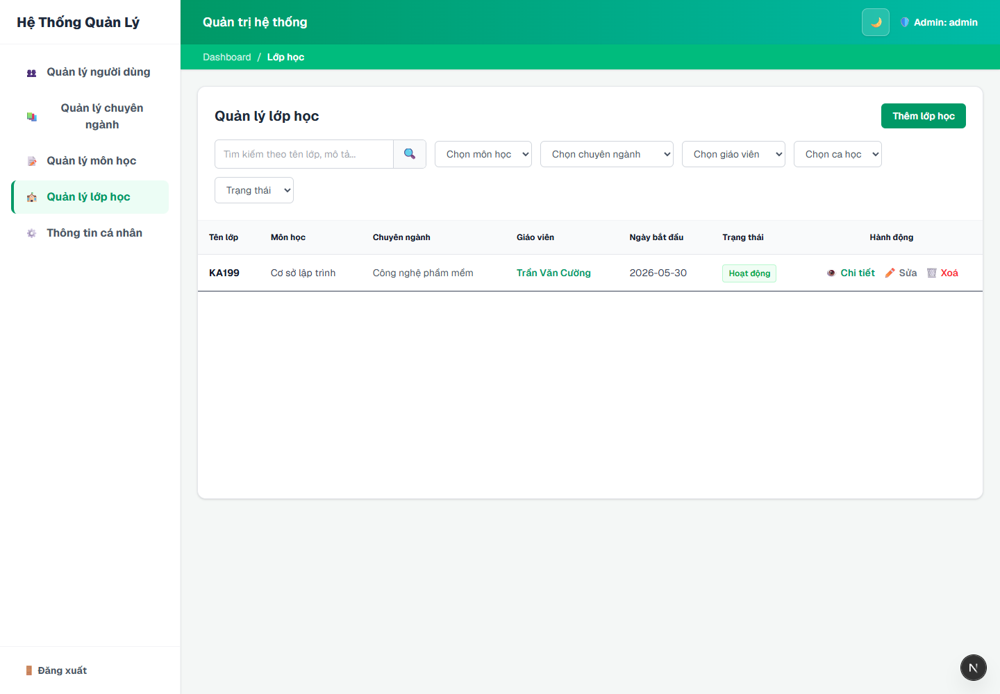 Hệ Thống Quản Lý
Quản lý người dùng
Quản lý chuyên
ngành
Quản lý môn học
Quản lý lớp học
Thông tin cá nhân
Đăng xuất
Quản trị hệ thống
Admin: admin
Dashboard / Lớp học
Quản lý lớp học
Thêm lớp học
Tìm kiếm theo tên lớp, mô tả...
Chọn môn học
Chọn chuyên ngành
Chọn giáo viên
Chọn ca học
Trạng thái
Tên lớp Môn học Chuyên ngành Giáo viên Ngày bắt đầu Trạng thái Hành động
KA199 Cơ sở lập trình Công nghệ phầm mềm Trần Văn Cường 2026-05-30 Hoạt động Chi tiết Sửa Xoá
N